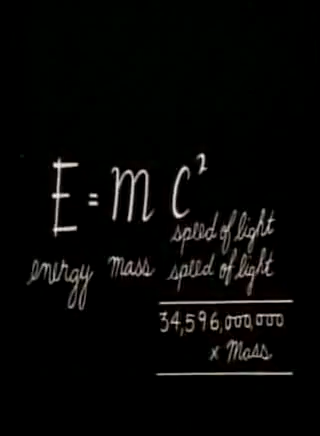 E = m c²
speed of light
energy mass speed of light
34,596,000,000
x Mass